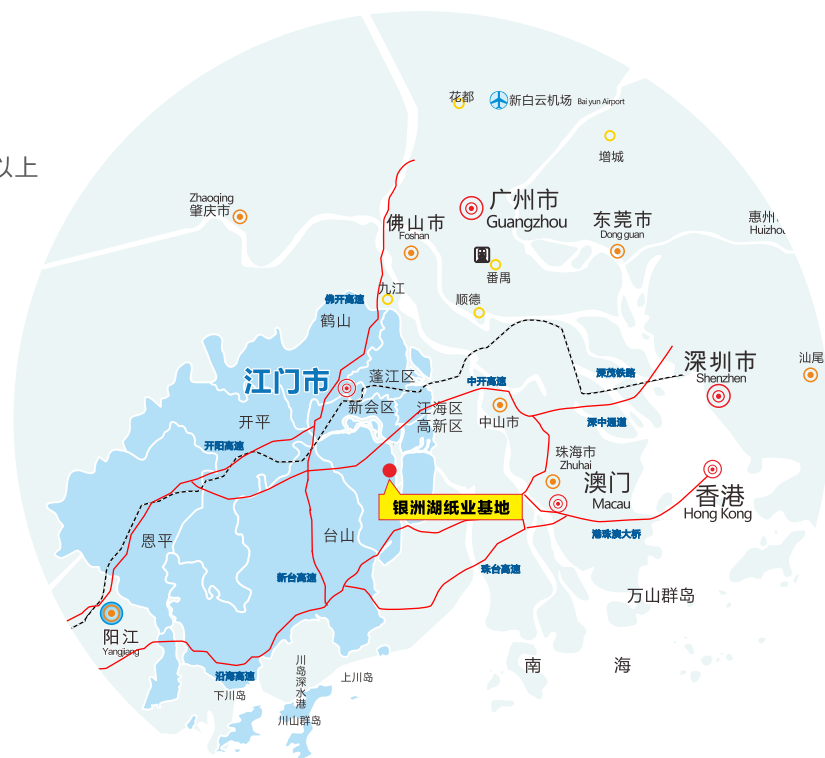 花都
新白云机场 Bai yun Airport
增城
以上
Zhaoqing
肇庆市
广州市
Guangzhou
佛山市
Foshan
东莞市
Dong guan
惠州
Huizhou
番禺
九江
顺德
佛开高速
鹤山
深圳市
Shenzhen
汕尾
江门市
蓬江区
中开高速
深茂铁路
新会区
江海区
高新区
中山市
深中通道
开平
开阳高速
珠海市
Zhuhai
澳门
Macau
香港
Hong Kong
银洲湖纸业基地
恩平
台山
港珠澳大桥
新台高速
珠台高速
万山群岛
阳江
Yangjiang
南 海
沿海高速
川岛深水港
上川岛
下川岛
川山群岛